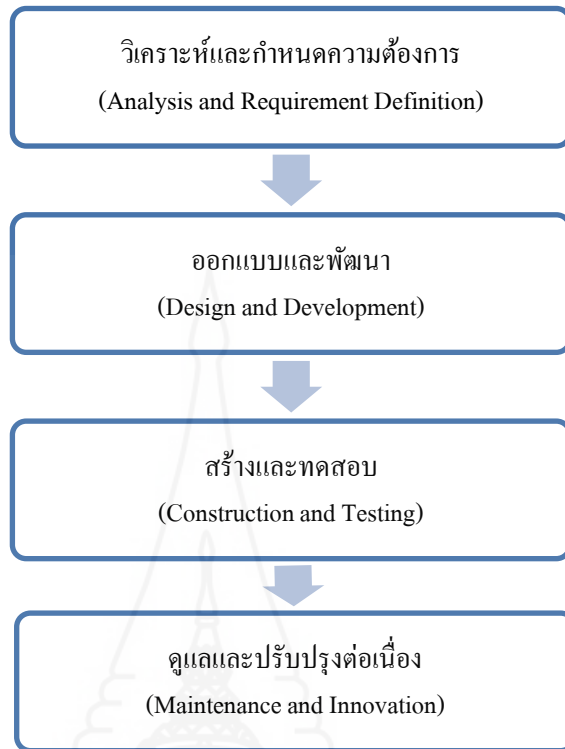 วิเคราะห์และกำหนดความต้องการ
(Analysis and Requirement Definition)
ออกแบบและพัฒนา
(Design and Development)
สร้างและทดสอบ
(Construction and Testing)
ดูแลและปรับปรุงต่อเนื่อง
(Maintenance and Innovation)